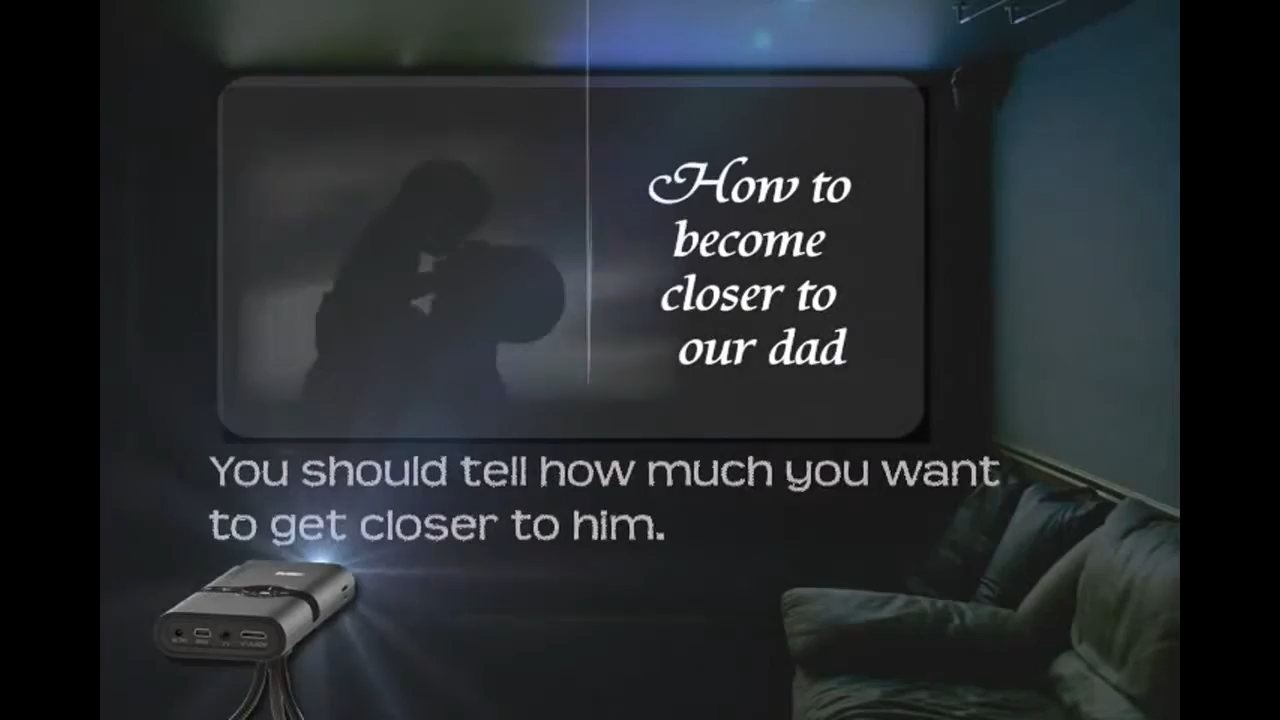 How to
become
closer to
our dad
You should tell how much you want
to get closer to him.